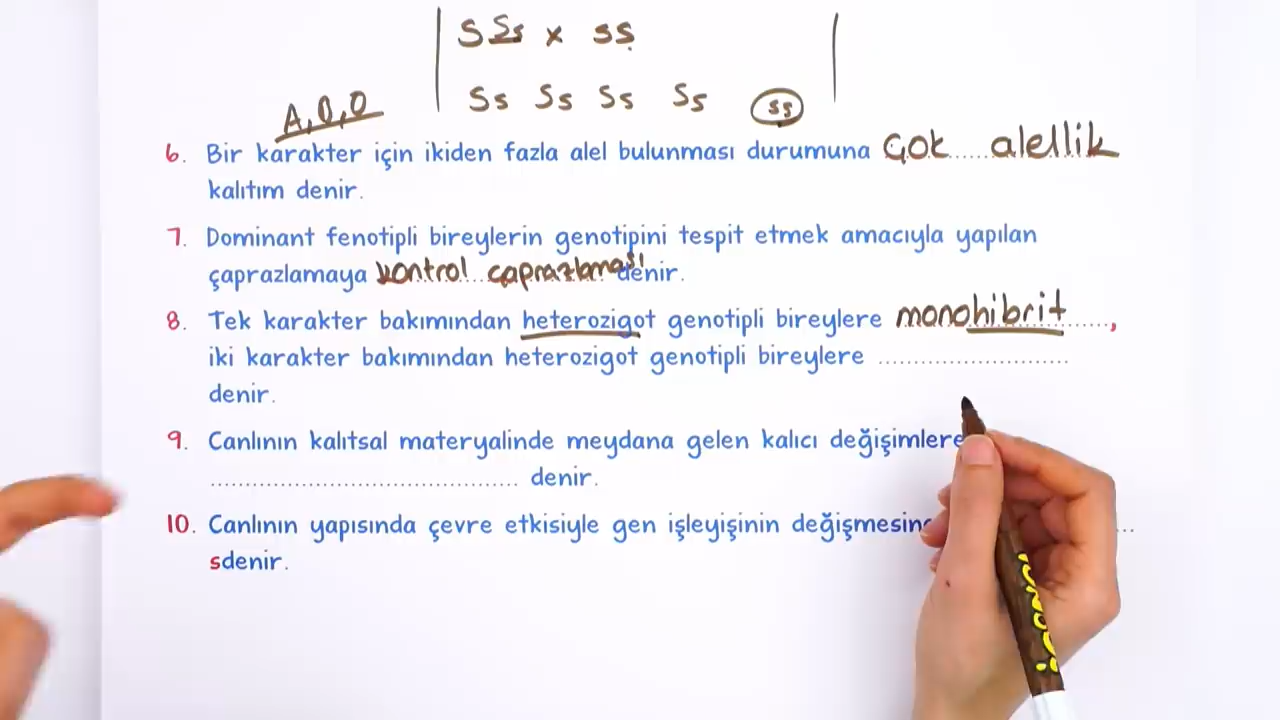 S Ss x ss
Ss Ss Ss Ss ss
A, 0, 0
6. Bir karakter için ikiden fazla alel bulunması durumuna Çok alellik
kalıtım denir.
7. Dominant fenotipli bireylerin genotipini tespit etmek amacıyla yapılan
çaprazlamaya kontrol çaprazlaması denir.
8. Tek karakter bakımından heterozigot genotipli bireylere monohibrit,
iki karakter bakımından heterozigot genotipli bireylere ...........................
denir.
9. Canlının kalıtsal materyalinde meydana gelen kalıcı değişimlere
............................................ denir.
10. Canlının yapısında çevre etkisiyle gen işleyişinin değişmesine ...
sdenir.